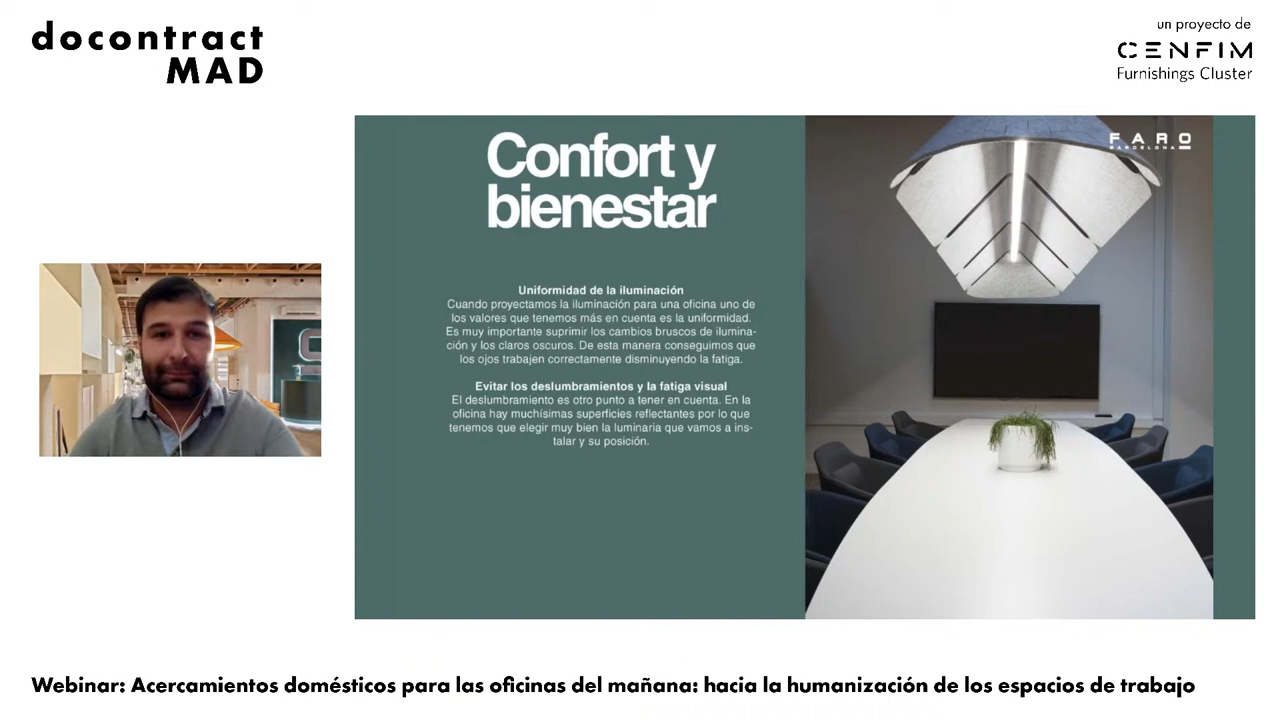 docontract
MAD
un proyecto de
CENFIM
Furnishings Cluster
Confort y
bienestar
FARO
BARCELONA
Uniformidad de la iluminación
Cuando proyectamos la iluminación para una oficina uno de
los valores que tenemos más en cuenta es la uniformidad.
Es muy importante suprimir los cambios bruscos de ilumina-
ción y los claros oscuros. De esta manera conseguimos que
los ojos trabajen correctamente disminuyendo la fatiga.
Evitar los deslumbramientos y la fatiga visual
El deslumbramiento es otro punto a tener en cuenta. En la
oficina hay muchísimas superficies reflectantes por lo que
tenemos que elegir muy bien la luminaria que vamos a ins-
talar y su posición.
Webinar: Acercamientos domésticos para las oficinas del mañana: hacia la humanización de los espacios de trabajo